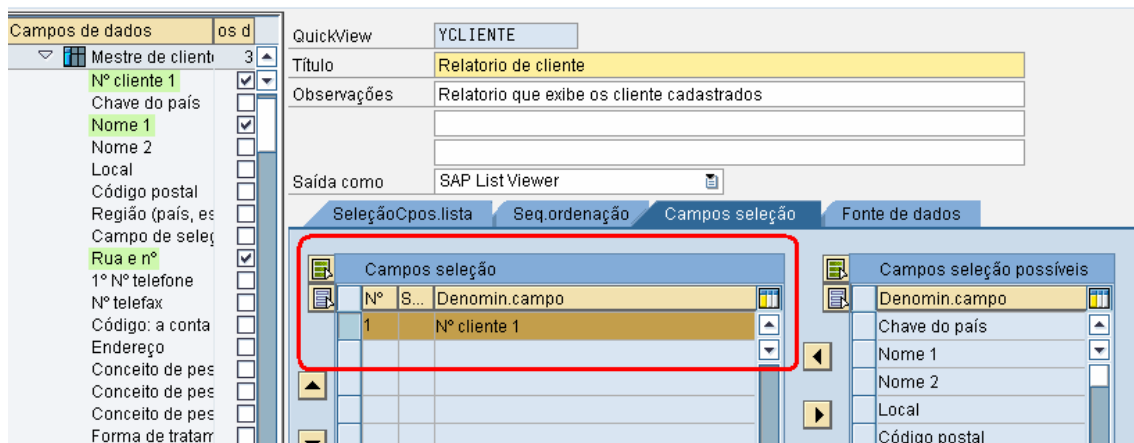 Campos de dados os d
Mestre de client 3
Nº cliente 1
Chave do país
Nome 1
Nome 2
Local
Código postal
Região (país, es
Campo de seleç
Rua e nº
1º Nº telefone
Nº telefax
Código: a conta
Endereço
Conceito de pes
Conceito de pes
Conceito de pes
Forma de tratam
QuickView YCLIENTE
Título Relatorio de cliente
Observações Relatorio que exibe os cliente cadastrados
Saída como SAP List Viewer
SeleçãoCpos.lista Seq.ordenação Campos seleção Fonte de dados
Campos seleção
Nº S... Denomin.campo
1 Nº cliente 1
Campos seleção possíveis
Denomin.campo
Chave do país
Nome 1
Nome 2
Local
Código postal